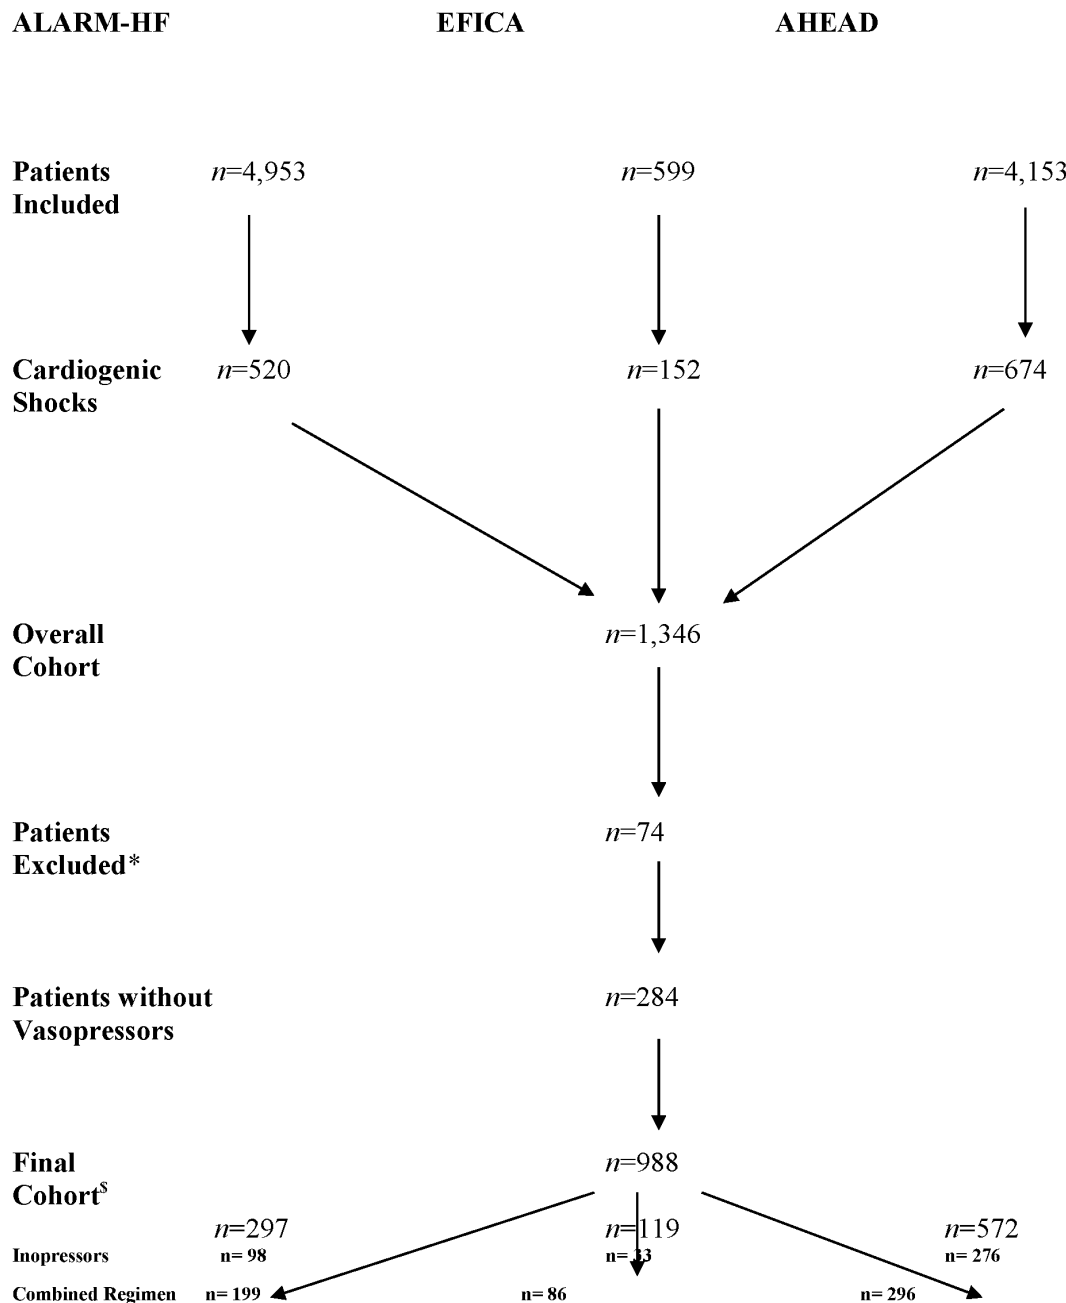 ALARM-HF EFICA AHEAD
Patients n=4,953 n=599 n=4,153
Included
Cardiogenic n=520 n=152 n=674
Shocks
Overall n=1,346
Cohort
Patients n=74
Excluded*
Patients without n=284
Vasopressors
Final n=988
Cohort$
n=297 n=119 n=572
Inopressors n= 98 n= 33 n= 276
Combined Regimen n= 199 n= 86 n= 296